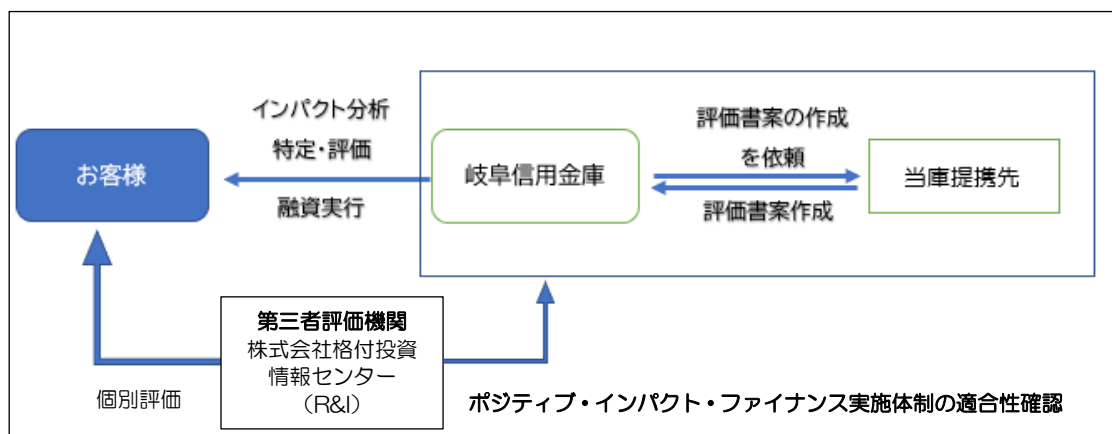 インパクト分析
特定・評価
融資実行
お客様
岐阜信用金庫
評価書案の作成
を依頼
評価書案作成
当庫提携先
第三者評価機関
株式会社格付投資
情報センター
（R&I）
個別評価
ポジティブ・インパクト・ファイナンス実施体制の適合性確認